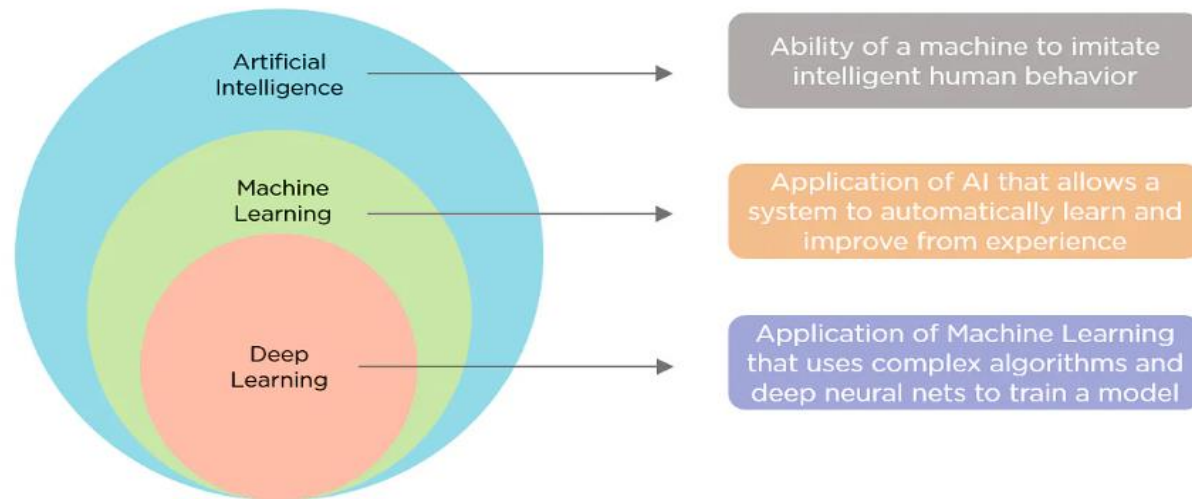 Artificial
Intelligence
Ability of a machine to imitate
intelligent human behavior
Machine
Learning
Application of AI that allows a
system to automatically learn and
improve from experience
Deep
Learning
Application of Machine Learning
that uses complex algorithms and
deep neural nets to train a model